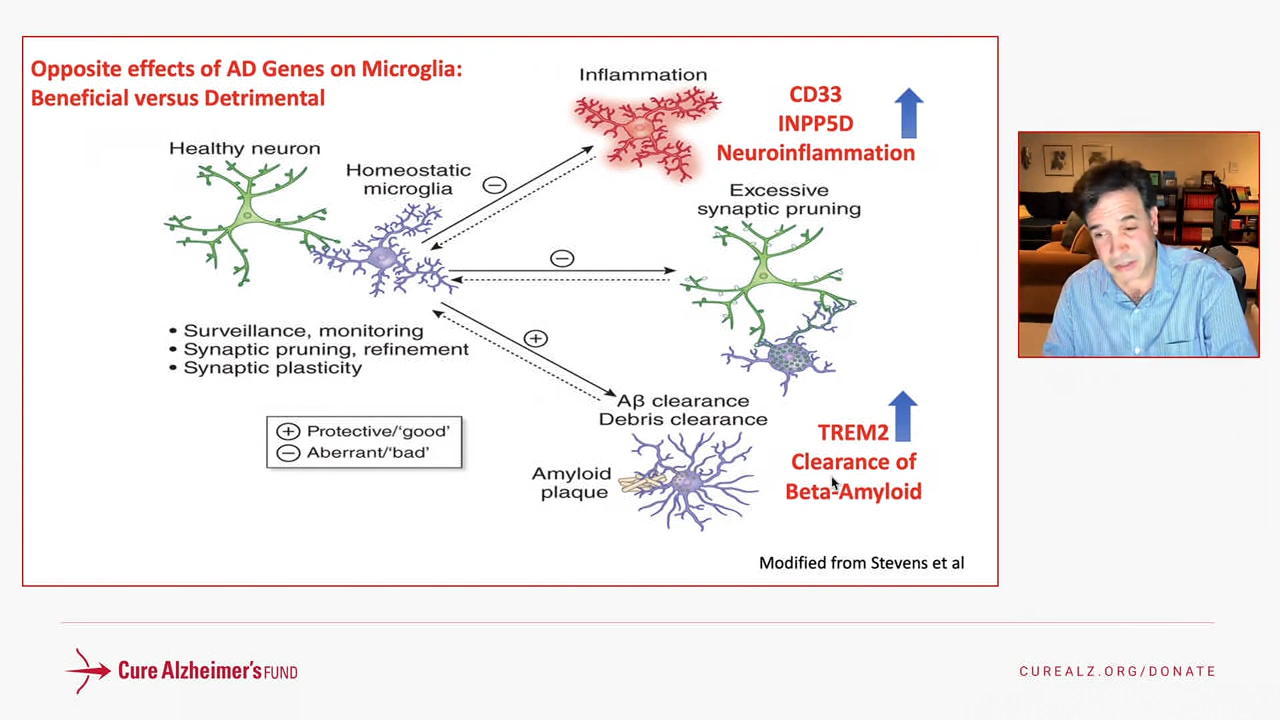 Opposite effects of AD Genes on Microglia:
Beneficial versus Detrimental
Inflammation
CD33
INPP5D
Neuroinflammation
Healthy neuron
Homeostatic
microglia
Excessive
synaptic pruning
• Surveillance, monitoring
• Synaptic pruning, refinement
• Synaptic plasticity
⊕ Protective/‘good’
⊖ Aberrant/‘bad’
Aβ clearance
Debris clearance
Amyloid
plaque
TREM2
Clearance of
Beta-Amyloid
Modified from Stevens et al
Cure Alzheimer's FUND
CUREALZ.ORG/DONATE